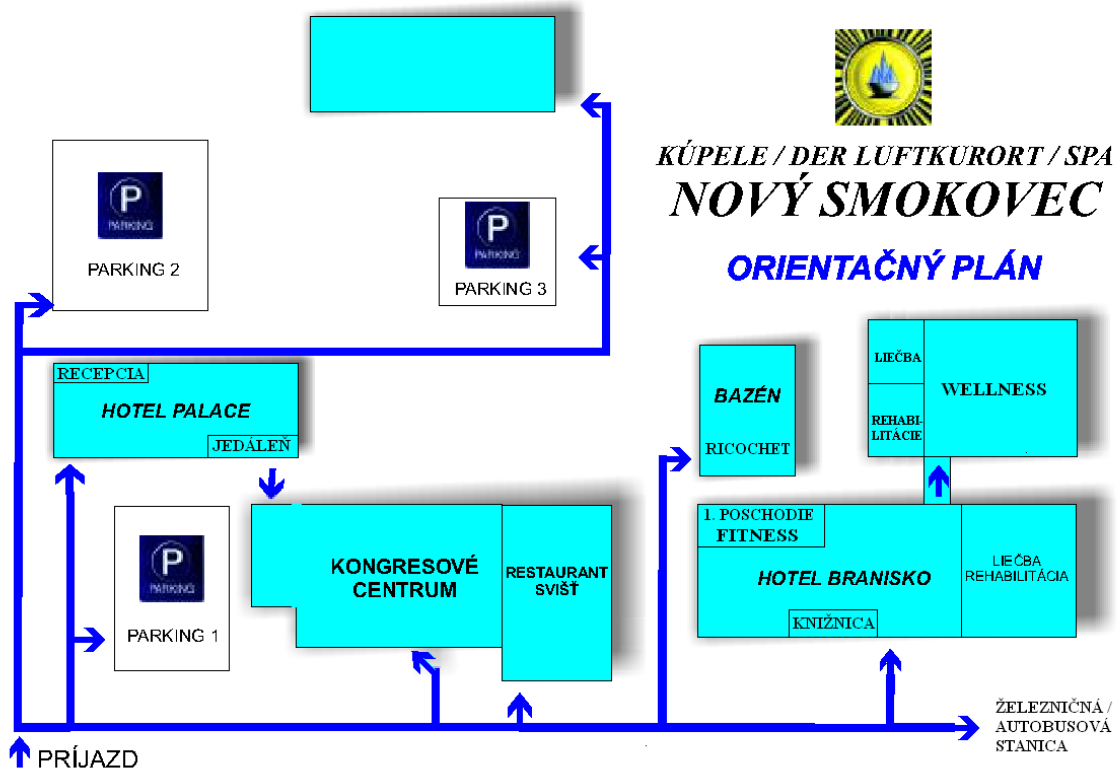 KÚPELE / DER LUFTKURORT / SPA
NOVÝ SMOKOVEC
ORIENTAČNÝ PLÁN
P
PARKING
PARKING 2
P
PARKING
PARKING 3
RECEPCIA
HOTEL PALACE
JEDÁLEŇ
BAZÉN
RICOCHET
LIEČBA
REHABI-
LITÁCIE
WELLNESS
P
PARKING
PARKING 1
KONGRESOVÉ
CENTRUM
RESTAURANT
SVIŠŤ
1. POSCHODIE
FITNESS
HOTEL BRANISKO
KNIŽNICA
LIEČBA
REHABILITÁCIA
ŽELEZNIČNÁ /
AUTOBUSOVÁ
STANICA
PRÍJAZD